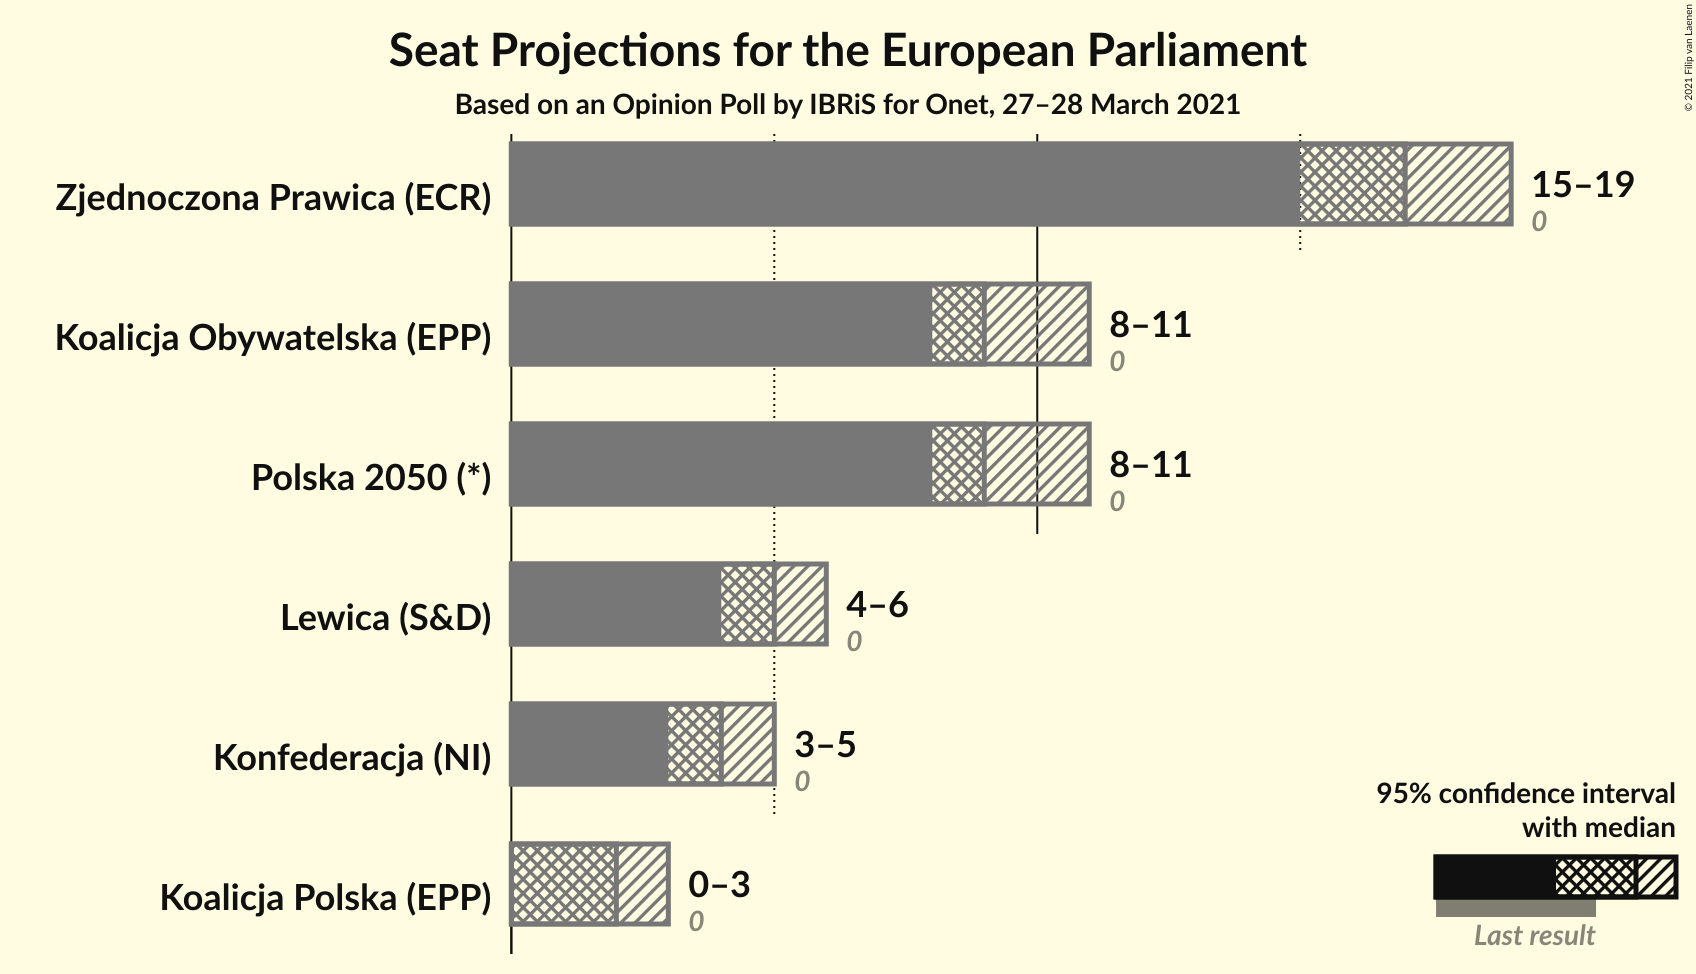 Seat Projections for the European Parliament
Based on an Opinion Poll by IBRiS for Onet, 27–28 March 2021
© 2021 Filip van Laenen
Zjednoczona Prawica (ECR)
15–19
0
Koalicja Obywatelska (EPP)
8–11
0
Polska 2050 (*)
8–11
0
Lewica (S&D)
4–6
0
Konfederacja (NI)
3–5
0
Koalicja Polska (EPP)
0–3
0
95% confidence interval
with median
Last result